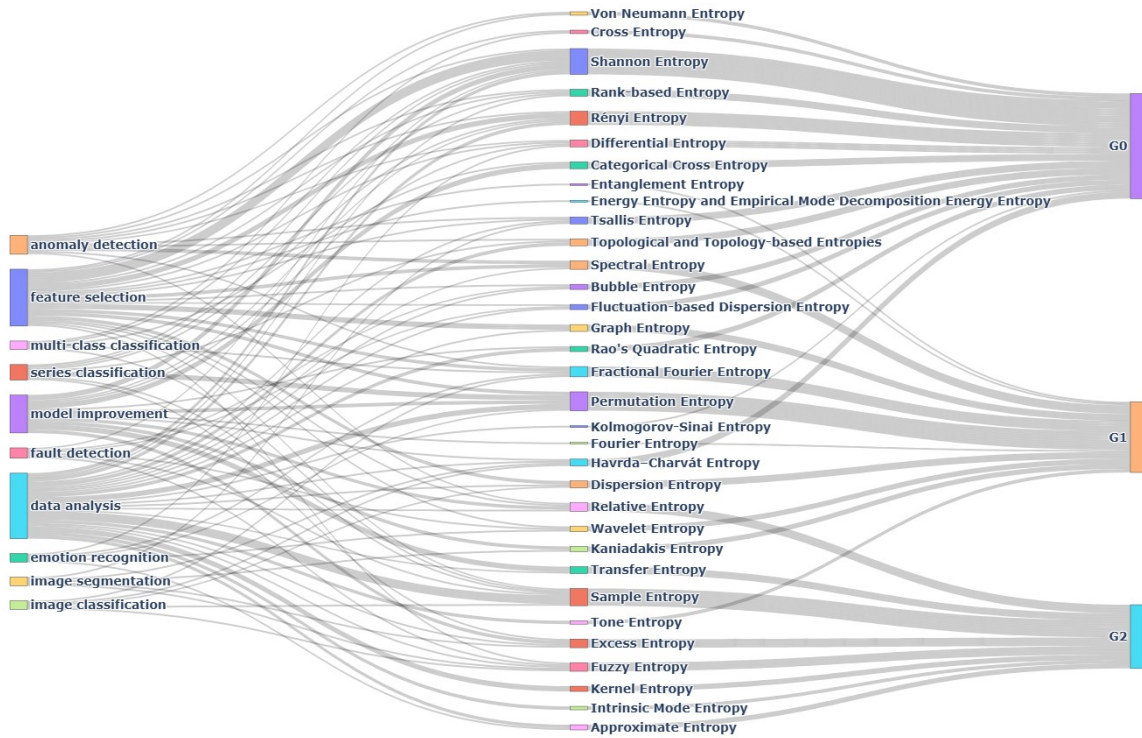 anomaly detection
feature selection
multi-class classification
series classification
model improvement
fault detection
data analysis
emotion recognition
image segmentation
image classification
Von Neumann Entropy
Cross Entropy
Shannon Entropy
Rank-based Entropy
Rényi Entropy
Differential Entropy
Categorical Cross Entropy
Entanglement Entropy
Energy Entropy and Empirical Mode Decomposition Energy Entropy
Tsallis Entropy
Topological and Topology-based Entropies
Spectral Entropy
Bubble Entropy
Fluctuation-based Dispersion Entropy
Graph Entropy
Rao's Quadratic Entropy
Fractional Fourier Entropy
Permutation Entropy
Kolmogorov-Sinai Entropy
Fourier Entropy
Havrda–Charvát Entropy
Dispersion Entropy
Relative Entropy
Wavelet Entropy
Kaniadakis Entropy
Transfer Entropy
Sample Entropy
Tone Entropy
Excess Entropy
Fuzzy Entropy
Kernel Entropy
Intrinsic Mode Entropy
Approximate Entropy
G0
G1
G2